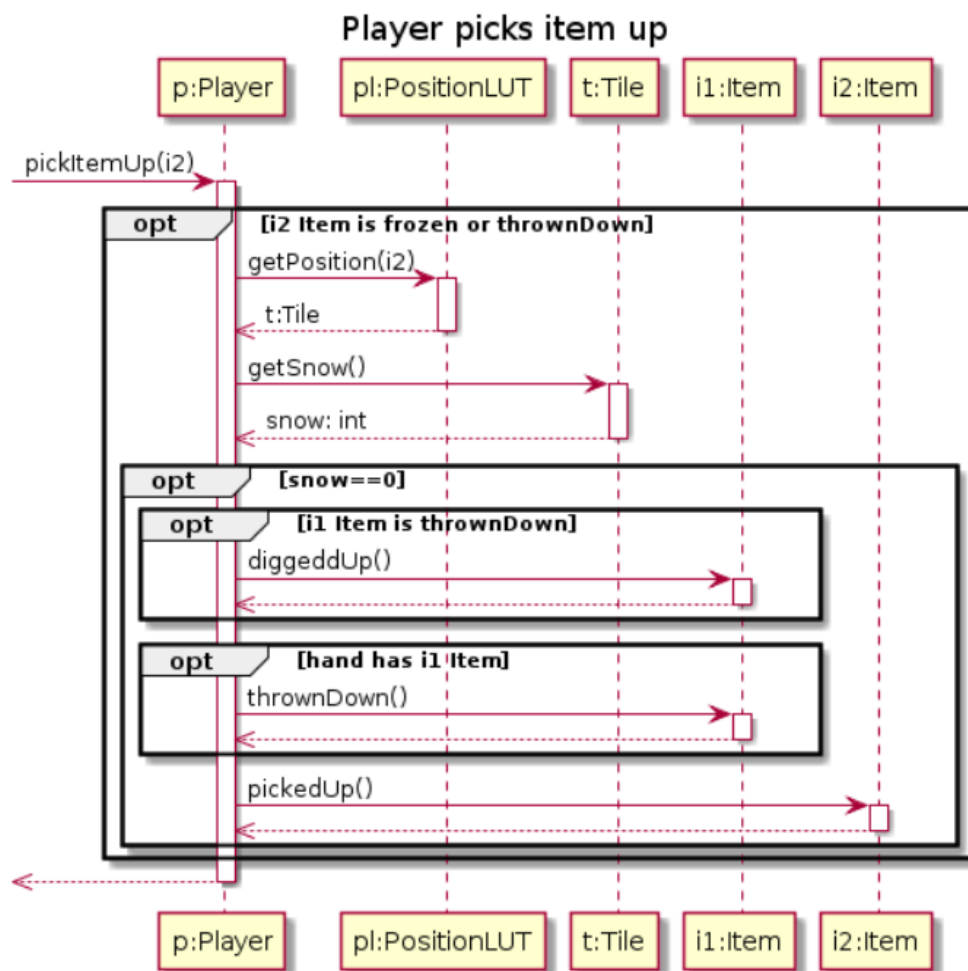 Player picks item up
p:Player pl:PositionLUT t:Tile i1:Item i2:Item
pickItemUp(i2)
opt [i2 Item is frozen or thrownDown]
getPosition(i2)
t:Tile
getSnow()
snow: int
opt [snow==0]
opt [i1 Item is thrownDown]
diggeddUp()
opt [hand has i1 Item]
thrownDown()
pickedUp()
p:Player pl:PositionLUT t:Tile i1:Item i2:Item